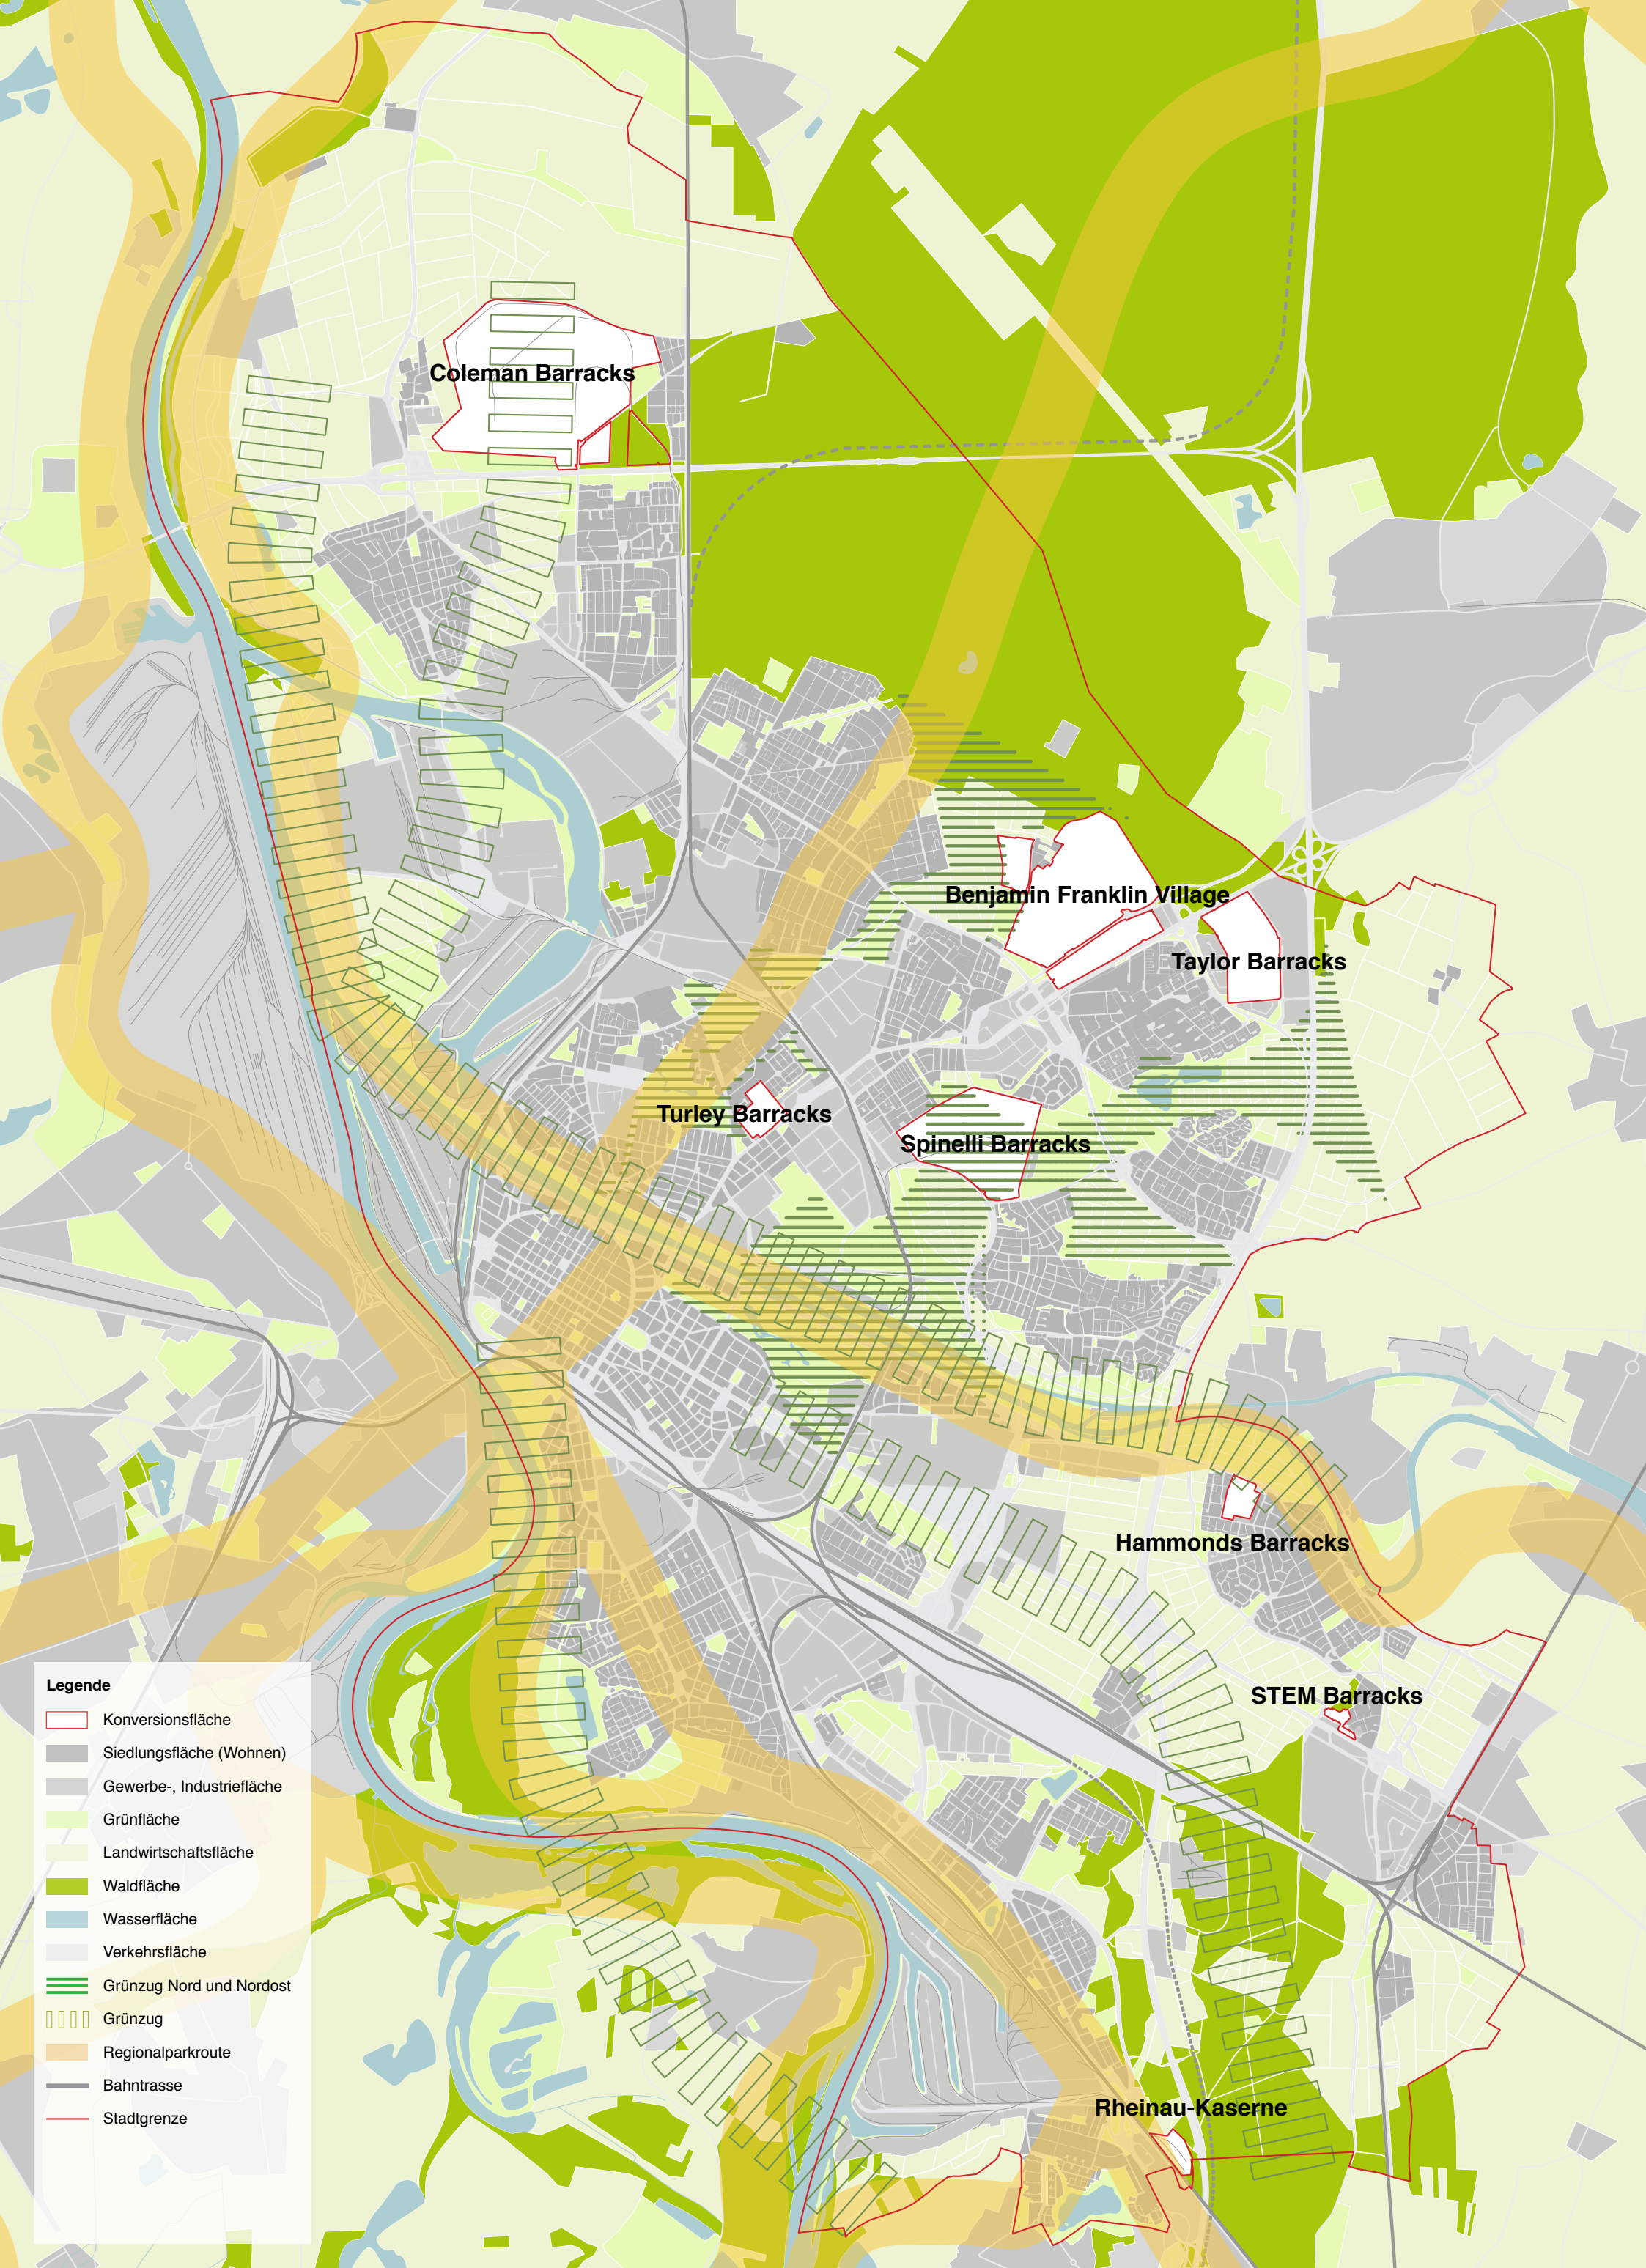 Coleman Barracks
Benjamin Franklin Village
Taylor Barracks
Turley Barracks
Spinelli Barracks
Hammonds Barracks
STEM Barracks
Rheinau-Kaserne
Legende
Konversionsfläche
Siedlungsfläche (Wohnen)
Gewerbe-, Industriefläche
Grünfläche
Landwirtschaftsfläche
Waldfläche
Wasserfläche
Verkehrsfläche
Grünzug Nord und Nordost
Grünzug
Regionalparkroute
Bahntrasse
Stadtgrenze